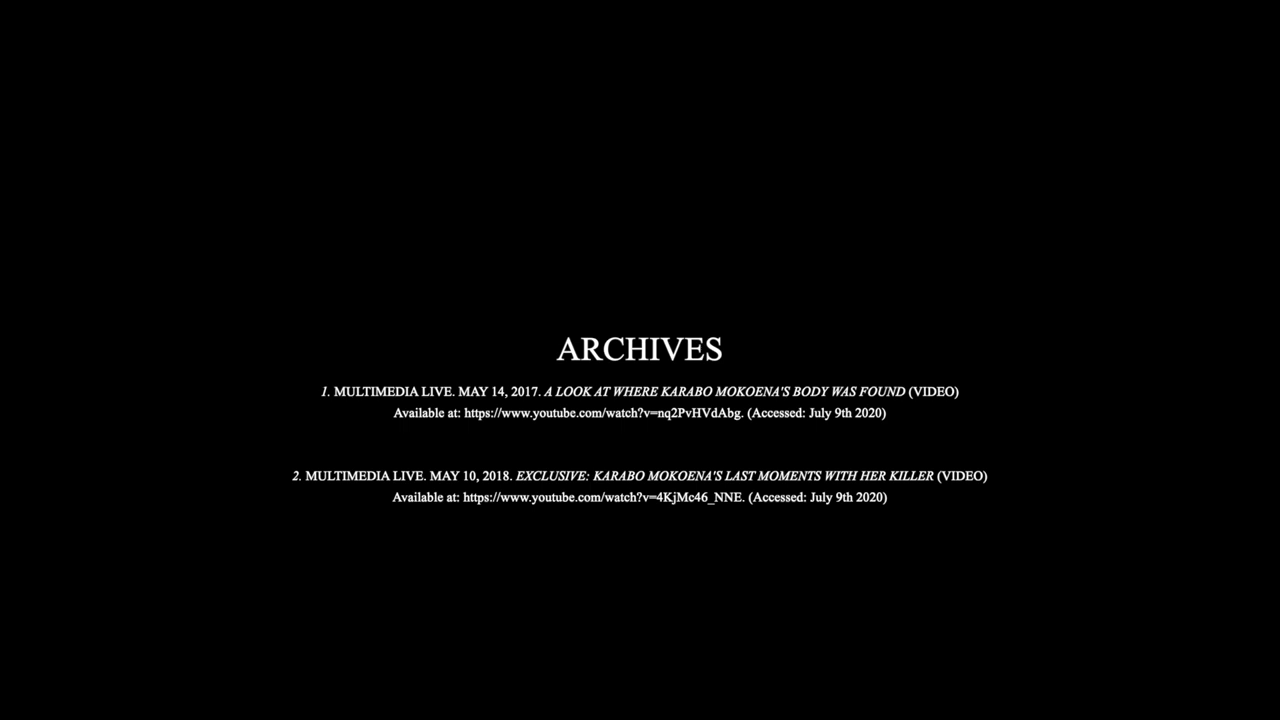 ARCHIVES
1. MULTIMEDIA LIVE. MAY 14, 2017. A LOOK AT WHERE KARABO MOKOENA'S BODY WAS FOUND (VIDEO)
Available at: https://www.youtube.com/watch?v=nq2PvHVdAbg. (Accessed: July 9th 2020)
2. MULTIMEDIA LIVE. MAY 10, 2018. EXCLUSIVE: KARABO MOKOENA'S LAST MOMENTS WITH HER KILLER (VIDEO)
Available at: https://www.youtube.com/watch?v=4KjMc46_NNE. (Accessed: July 9th 2020)